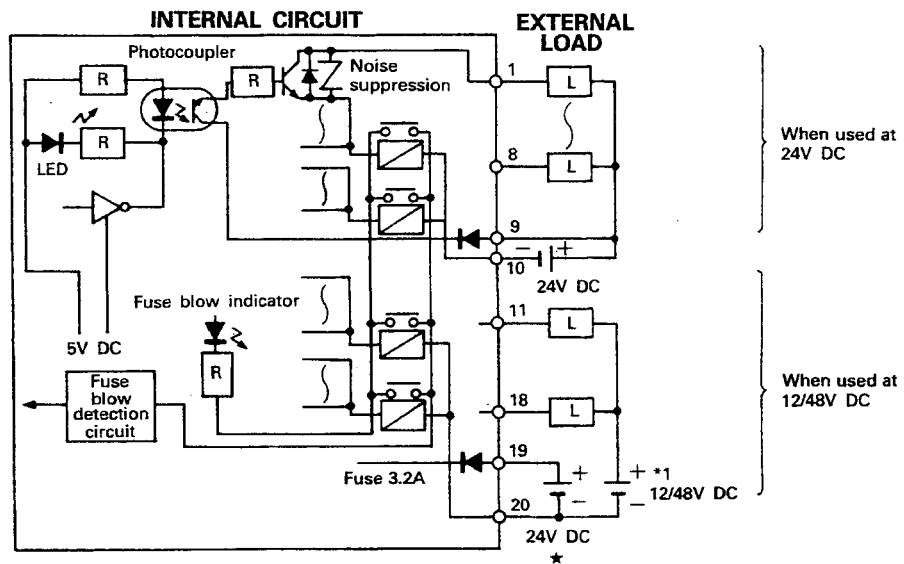 INTERNAL CIRCUIT
EXTERNAL
LOAD
Photocoupler
R
R
Noise
suppression
1
L
LED
R
8
L
When used at
24V DC
9
10
− +
24V DC
Fuse blow indicator
11
L
5V DC
R
Fuse
blow
detection
circuit
18
L
When used at
12/48V DC
19
Fuse 3.2A
+
−
+ *1
12/48V DC
−
20
24V DC
★